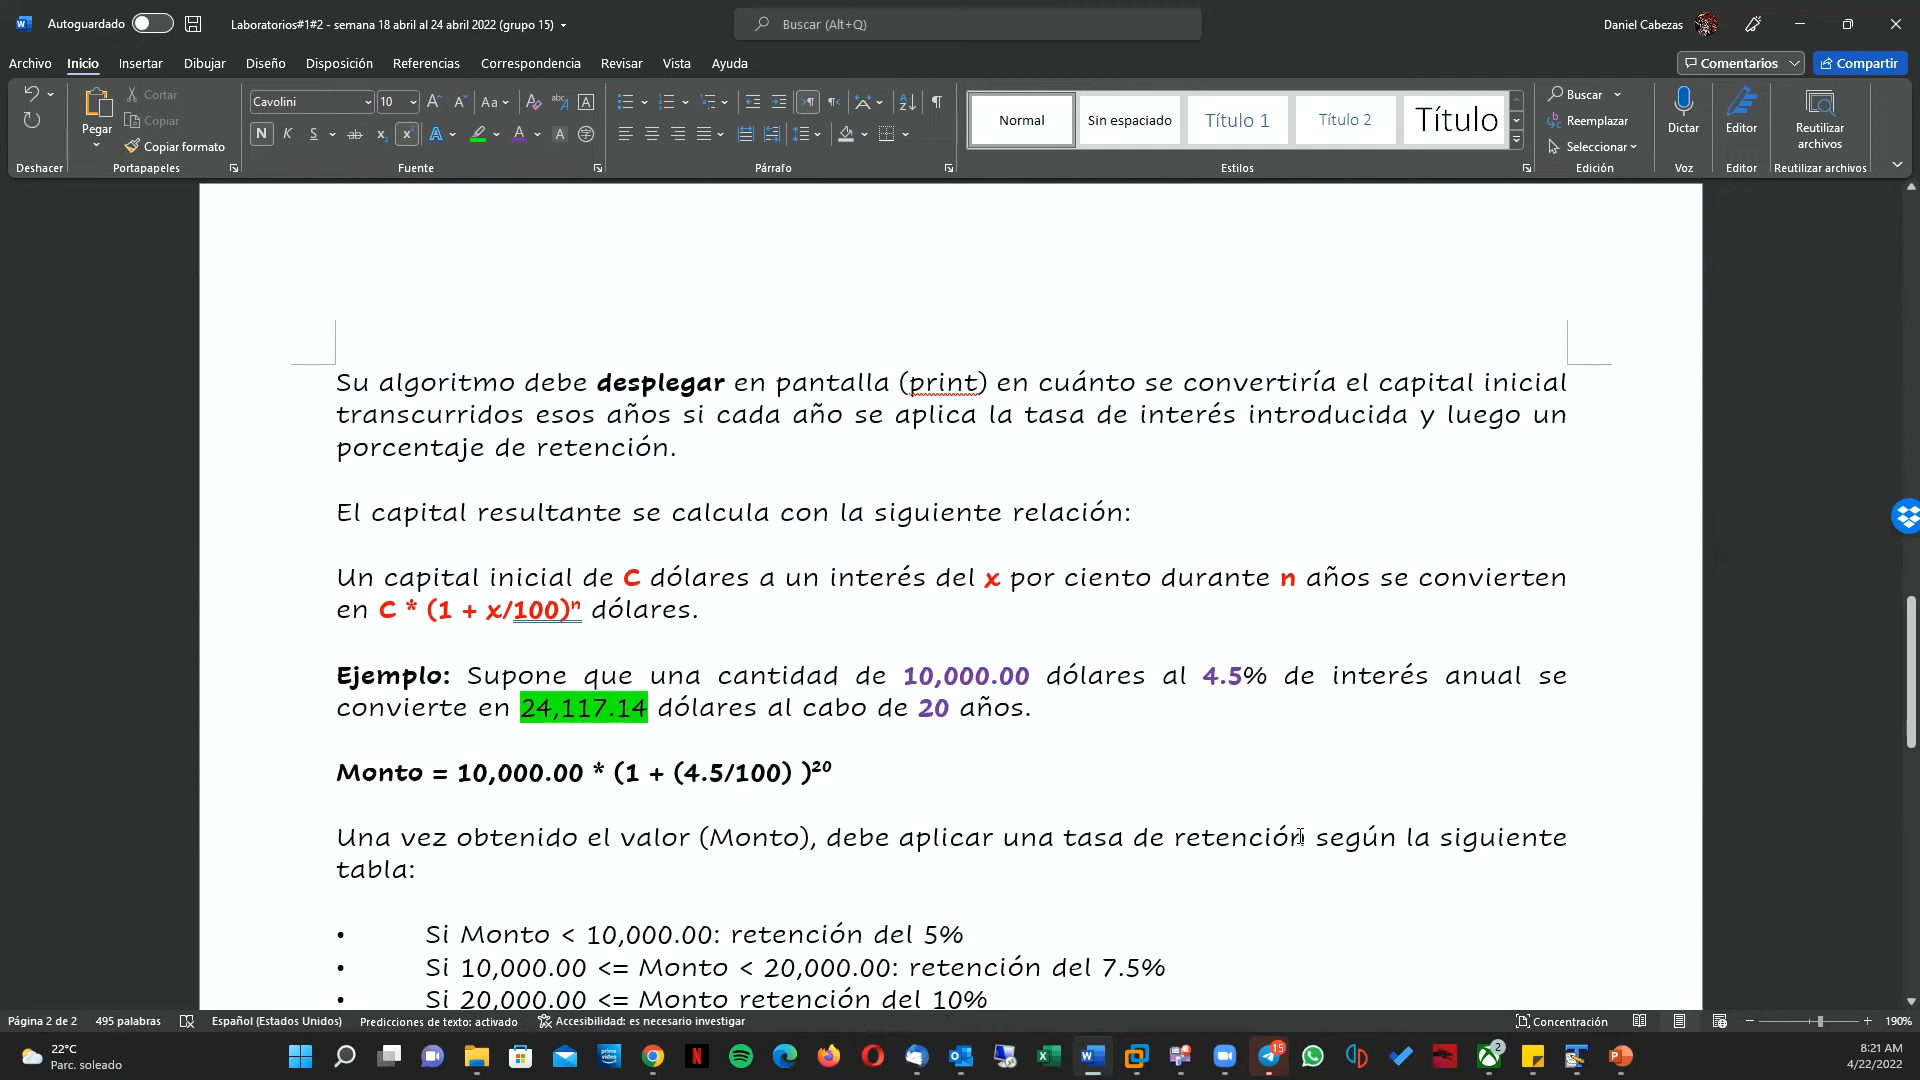 Autoguardado
Laboratorios#1#2 - semana 18 abril al 24 abril 2022 (grupo 15)
Buscar (Alt+Q)
Daniel Cabezas
Archivo Inicio Insertar Dibujar Diseño Disposición Referencias Correspondencia Revisar Vista Ayuda
Comentarios Compartir
Pegar
Cortar
Copiar
Copiar formato
Cavolini 10
N K S ab
Normal Sin espaciado Título 1 Título 2 Título
Buscar
Reemplazar
Seleccionar
Dictar
Editor
Reutilizar
archivos
Deshacer Portapapeles Fuente Párrafo Estilos Edición Voz Editor Reutilizar archivos
Su algoritmo debe desplegar en pantalla (print) en cuánto se convertiría el capital inicial
transcurridos esos años si cada año se aplica la tasa de interés introducida y luego un
porcentaje de retención.
El capital resultante se calcula con la siguiente relación:
Un capital inicial de C dólares a un interés del x por ciento durante n años se convierten
en C * (1 + x/100)ⁿ dólares.
Ejemplo: Supone que una cantidad de 10,000.00 dólares al 4.5% de interés anual se
convierte en 24,117.14 dólares al cabo de 20 años.
Monto = 10,000.00 * (1 + (4.5/100) )²⁰
Una vez obtenido el valor (Monto), debe aplicar una tasa de retención según la siguiente
tabla:
• Si Monto < 10,000.00: retención del 5%
• Si 10,000.00 <= Monto < 20,000.00: retención del 7.5%
• Si 20,000.00 <= Monto retención del 10%
Página 2 de 2 495 palabras Español (Estados Unidos) Predicciones de texto: activado Accesibilidad: es necesario investigar
Concentración 190%
22°C
Parc. soleado
15
2
8:21 AM
4/22/2022